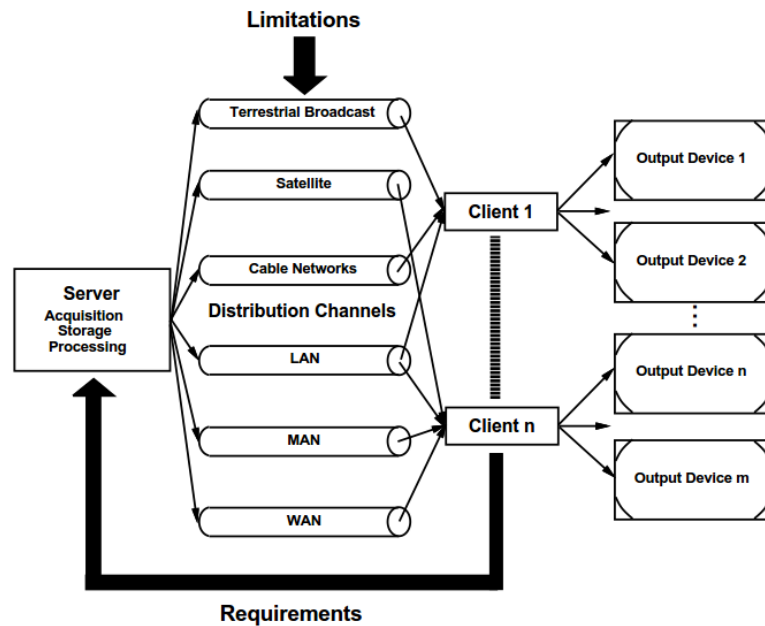 Limitations
Terrestrial Broadcast
Satellite
Cable Networks
Distribution Channels
LAN
MAN
WAN
Server
Acquisition
Storage
Processing
Client 1
Client n
Output Device 1
Output Device 2
Output Device n
Output Device m
Requirements